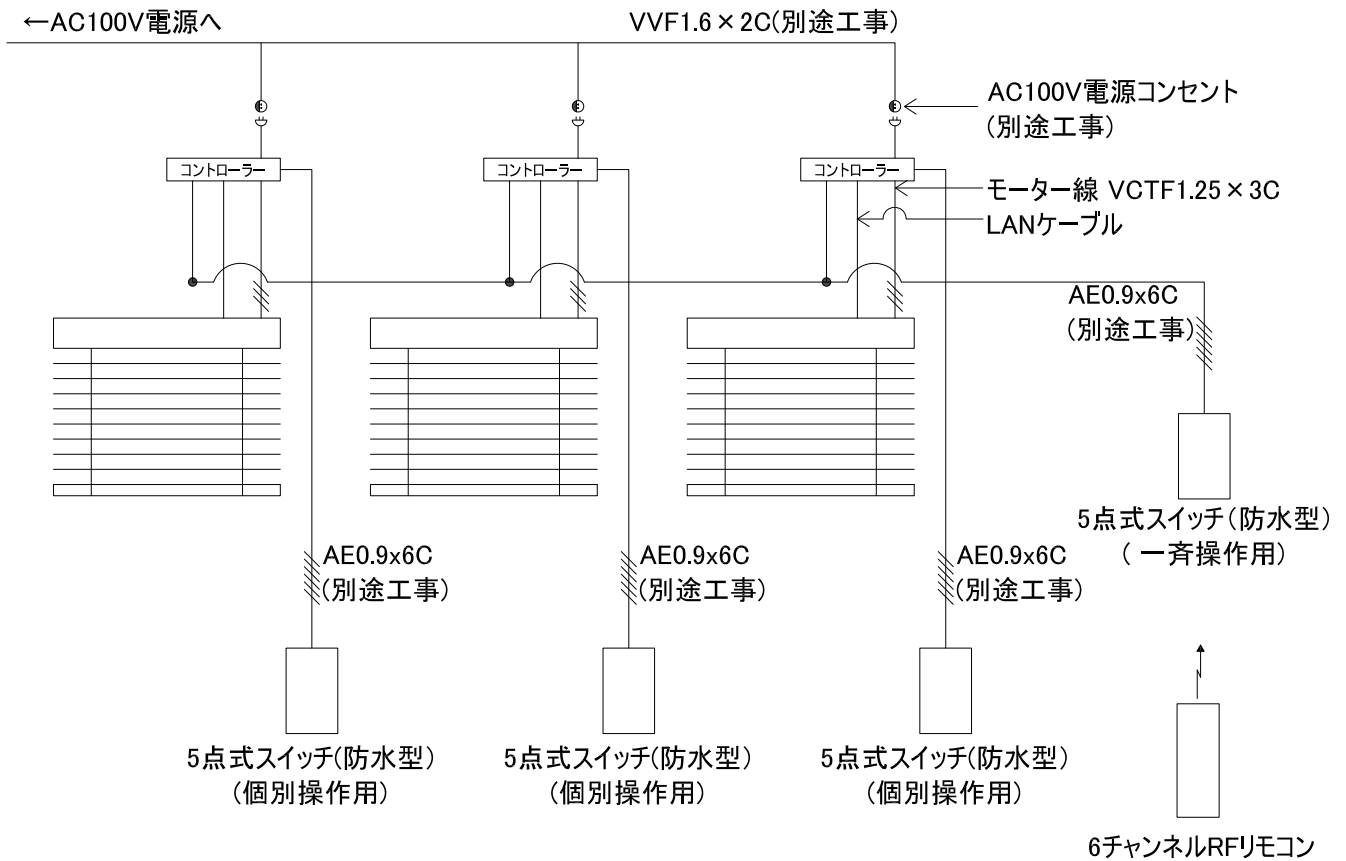 ←AC100V電源へ
VVF1.6×2C(別途工事)
AC100V電源コンセント
(別途工事)
コントローラー
コントローラー
コントローラー
モーター線 VCTF1.25×3C
LANケーブル
AE0.9x6C
(別途工事)
5点式スイッチ(防水型)
(一斉操作用)
AE0.9x6C
(別途工事)
AE0.9x6C
(別途工事)
AE0.9x6C
(別途工事)
5点式スイッチ(防水型)
(個別操作用)
5点式スイッチ(防水型)
(個別操作用)
5点式スイッチ(防水型)
(個別操作用)
6チャンネルRFリモコン